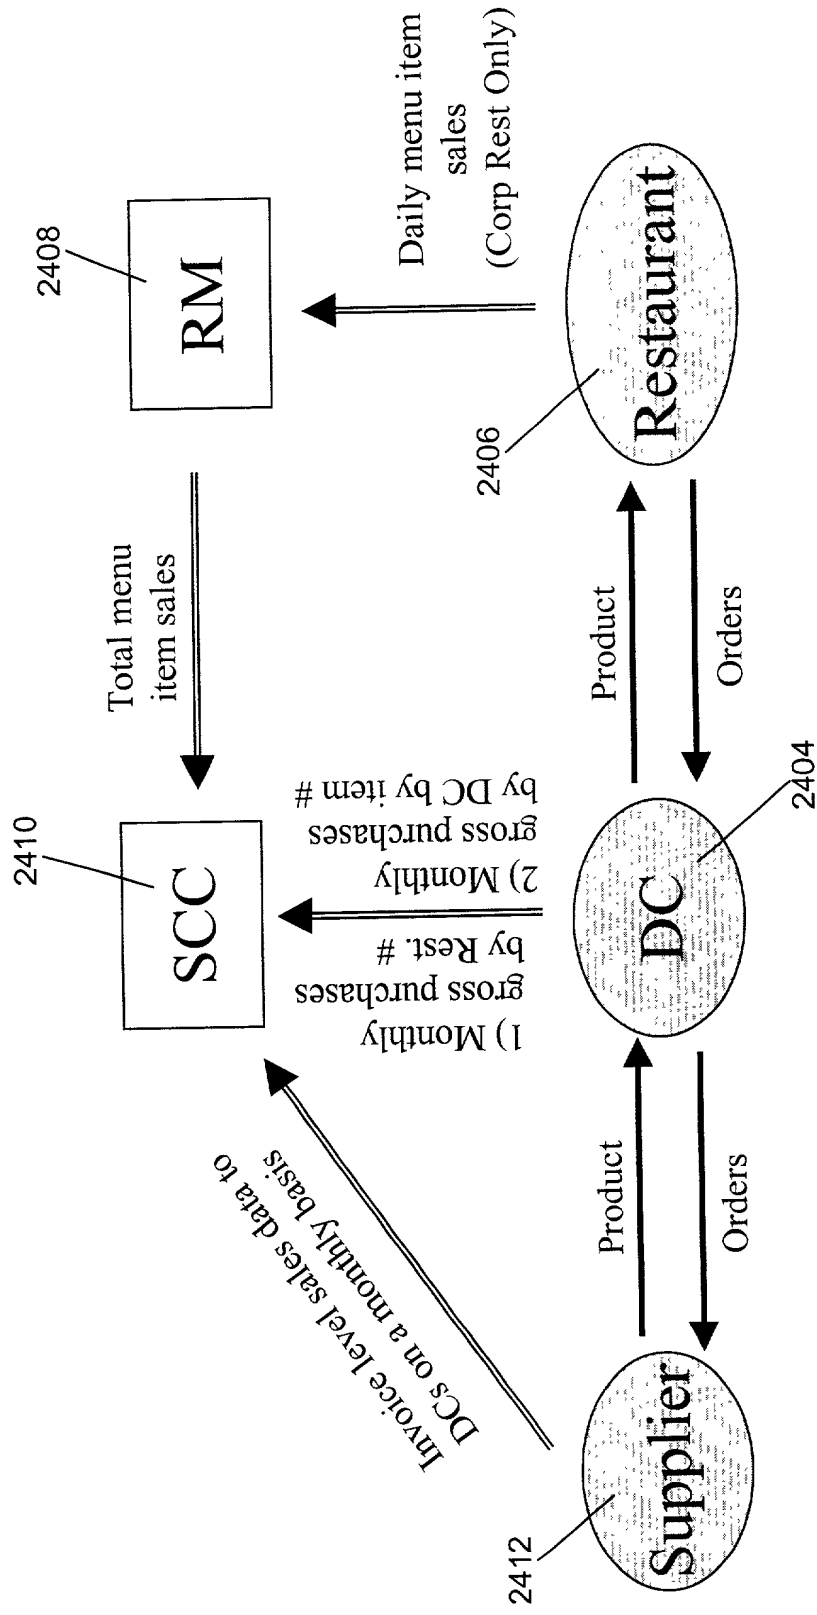 2410
SCC
2408
RM
Total menu
item sales
Invoice level sales data to
DCs on a monthly basis
1) Monthly
gross purchases
by Rest. #
2) Monthly
gross purchases
by DC by item #
Daily menu item
sales
(Corp Rest Only)
2412
Supplier
Product
Orders
DC
2404
Product
Orders
2406
Restaurant